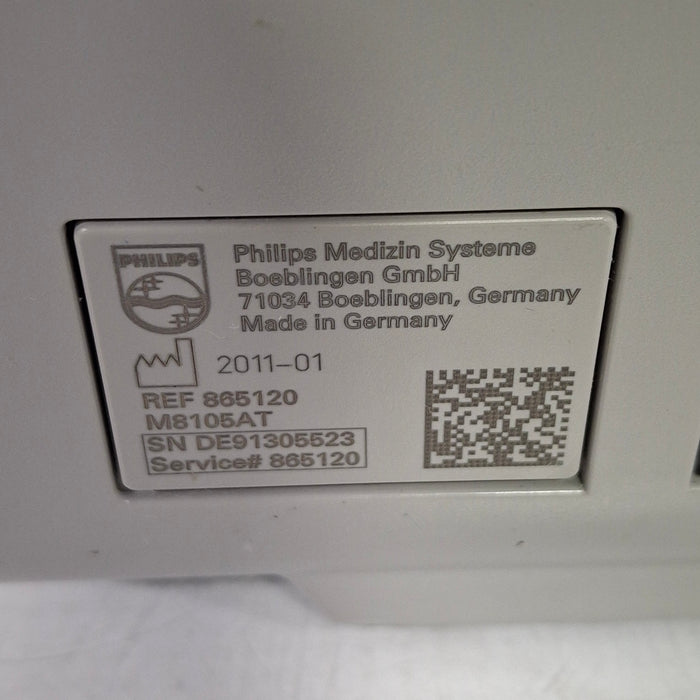 PHILIPS
Philips Medizin Systeme
Boeblingen GmbH
71034 Boeblingen, Germany
Made in Germany
2011-01
REF 865120
M8105AT
SN DE91305523
Service# 865120